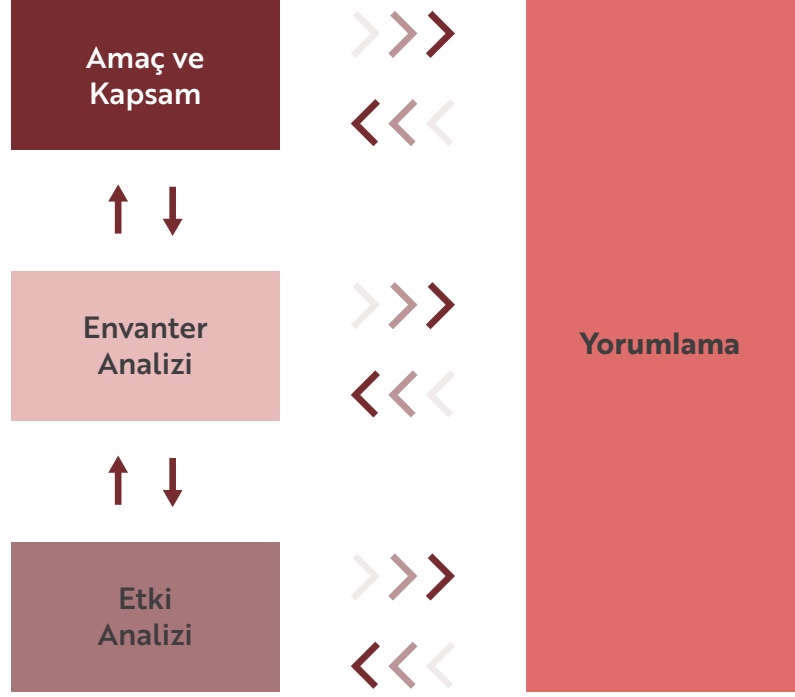 Amaç ve
Kapsam
Envanter
Analizi
Yorumlama
Etki
Analizi